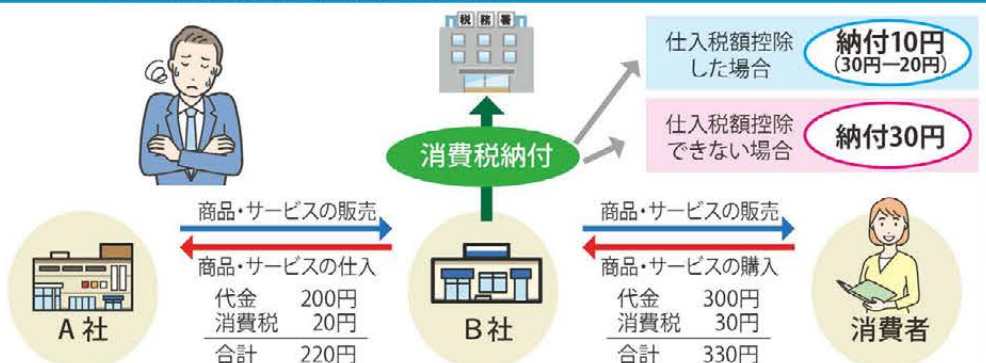 税務署
仕入税額控除
した場合
納付10円
(30円ー20円)
仕入税額控除
できない場合
納付30円
消費税納付
商品・サービスの販売
商品・サービスの仕入
代金 200円
消費税 20円
合計 220円
商品・サービスの販売
商品・サービスの購入
代金 300円
消費税 30円
合計 330円
A社
B社
消費者